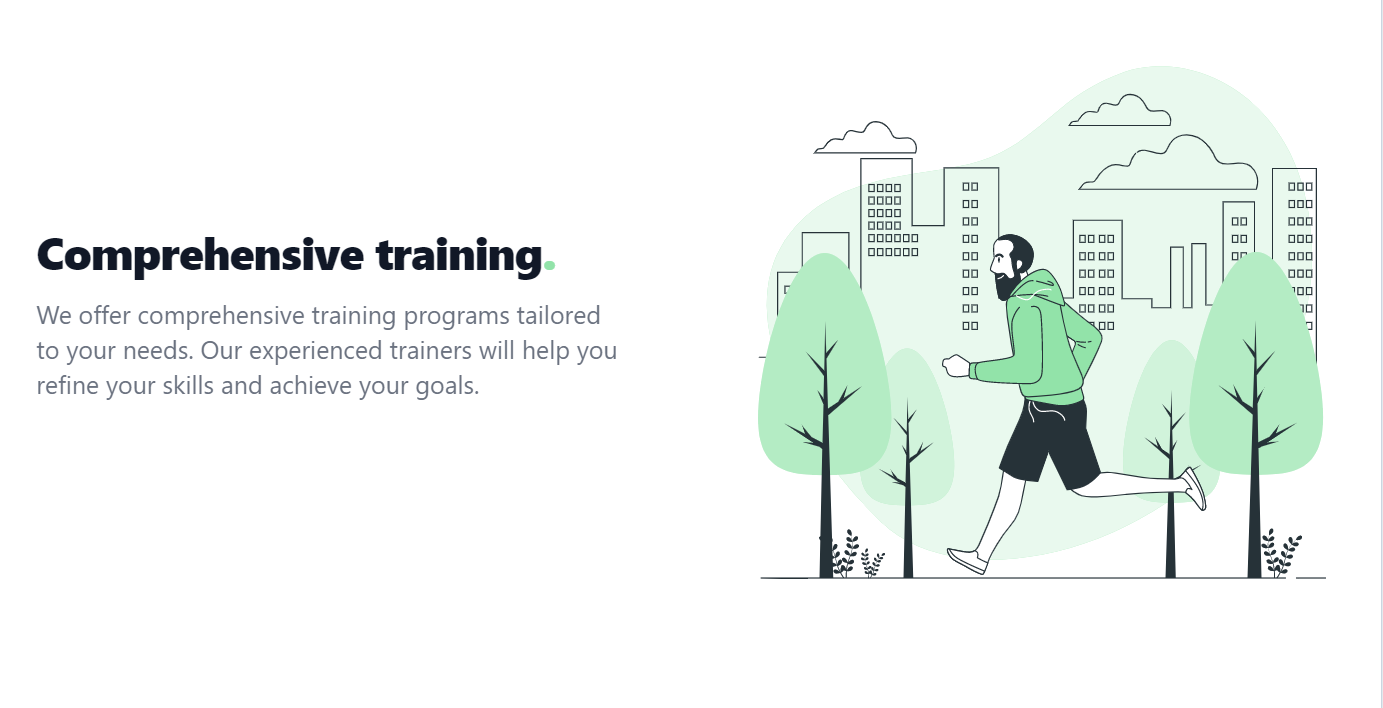 Comprehensive training.
We offer comprehensive training programs tailored
to your needs. Our experienced trainers will help you
refine your skills and achieve your goals.